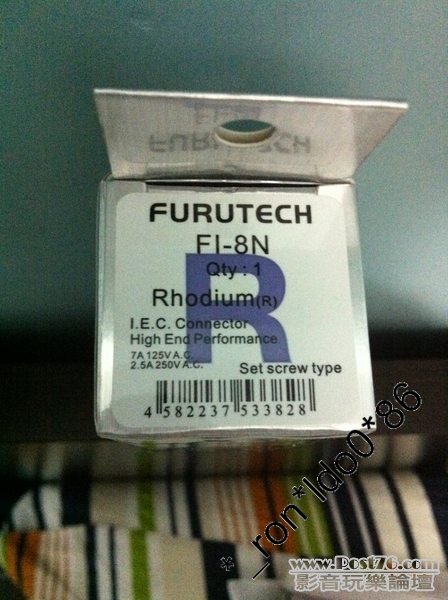 FURUTECH
FURUTECH
FI-8N
Qty : 1
R
Rhodium(R)
I.E.C. Connector
High End Performance
7A 125V A.C.
2.5A 250V A.C.
Set screw type
4 582237 533828
*_ron*ldo0*86
www.Post76.com
影音玩樂論壇